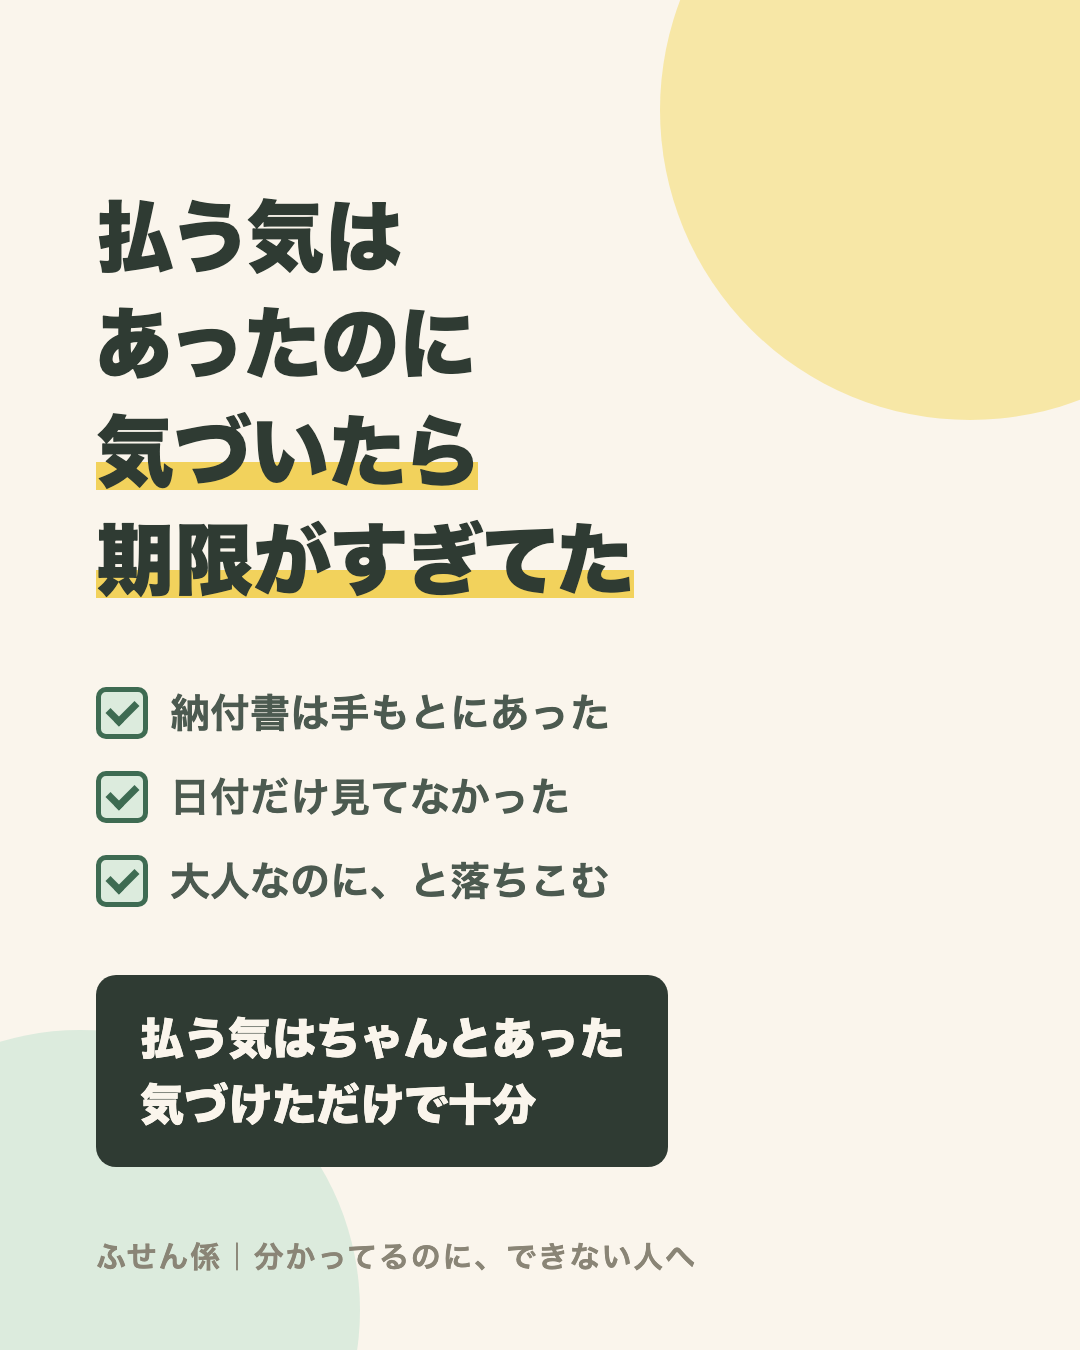 払う気は
あったのに
気づいたら
期限がすぎてた
納付書は手もとにあった
日付だけ見てなかった
大人なのに、と落ちこむ
払う気はちゃんとあった
気づけただけで十分
ふせん係｜分かってるのに、できない人へ